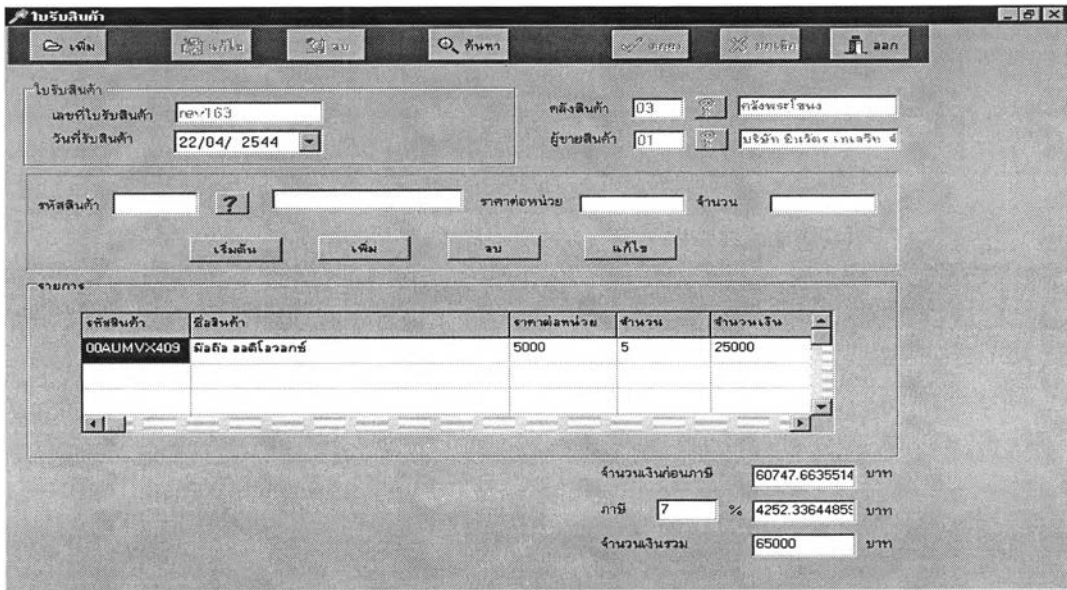 ใบรับสินค้า
เพิ่ม แก้ไข ลบ ค้นหา ตกลง ยกเลิก ออก
ใบรับสินค้า
เลขที่ใบรับสินค้า rev163 คลังสินค้า 03 คลังพระโขนง
วันที่รับสินค้า 22/04/ 2544 ผู้ขายสินค้า 01 บริษัท ชินวัตร
รหัสสินค้า ? ราคาต่อหน่วย จำนวน
เริ่มต้น เพิ่ม ลบ แก้ไข
รายการ
รหัสสินค้า ชื่อสินค้า ราคาต่อหน่วย จำนวน จำนวนเงิน
00AUMVX409 มือถือ ออดิโอวอกซ์ 5000 5 25000
จำนวนเงินก่อนภาษี 60747.6635514 บาท
ภาษี 7 % 4252.33644859 บาท
จำนวนเงินรวม 65000 บาท